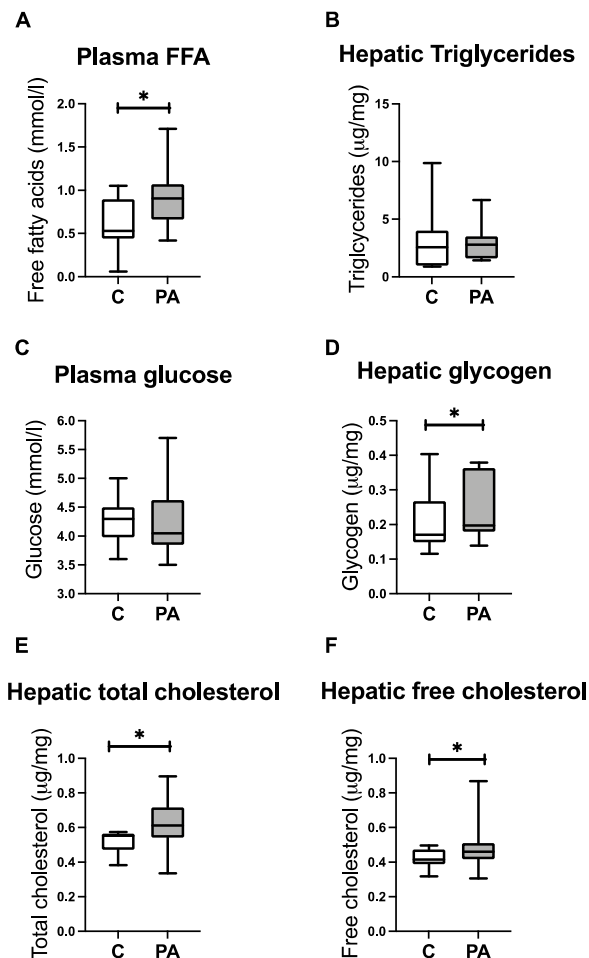 A
Plasma FFA
Free fatty acids (mmol/l)
2.0
1.5
1.0
0.5
0.0
*
C PA
B
Hepatic Triglycerides
Triglcycerides (µg/mg)
15
10
5
0
C PA
C
Plasma glucose
Glucose (mmol/l)
6.0
5.5
5.0
4.5
4.0
3.5
3.0
C PA
D
Hepatic glycogen
Glycogen (µg/mg)
0.5
0.4
0.3
0.2
0.1
0.0
*
C PA
E
Hepatic total cholesterol
Total cholesterol (µg/mg)
1.0
0.8
0.6
0.4
0.2
0.0
*
C PA
F
Hepatic free cholesterol
Free cholesterol (µg/mg)
1.0
0.8
0.6
0.4
0.2
0.0
*
C PA